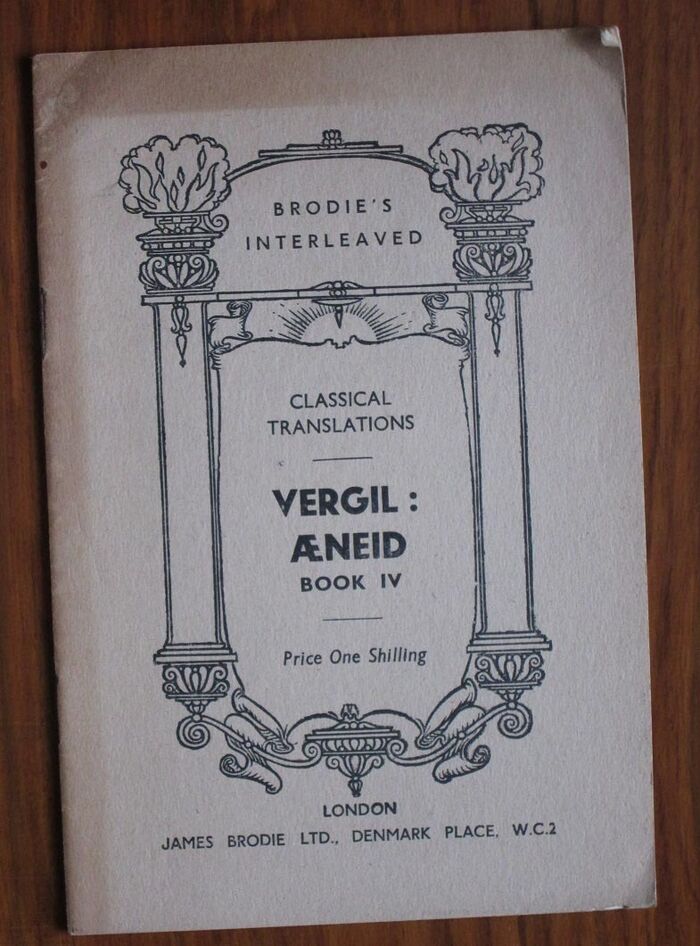 BRODIE'S
INTERLEAVED
CLASSICAL
TRANSLATIONS
VERGIL :
ÆNEID
BOOK IV
Price One Shilling
LONDON
JAMES BRODIE LTD., DENMARK PLACE, W.C.2